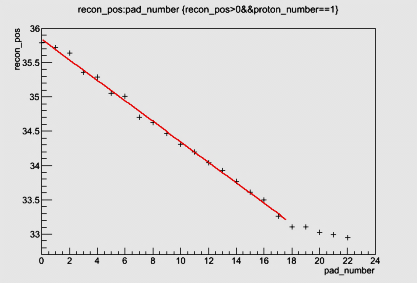 recon_pos:pad_number {recon_pos>0&&proton_number==1}
recon_pos
36
35.5
35
34.5
34
33.5
33
0 2 4 6 8 10 12 14 16 18 20 22 24
pad_number